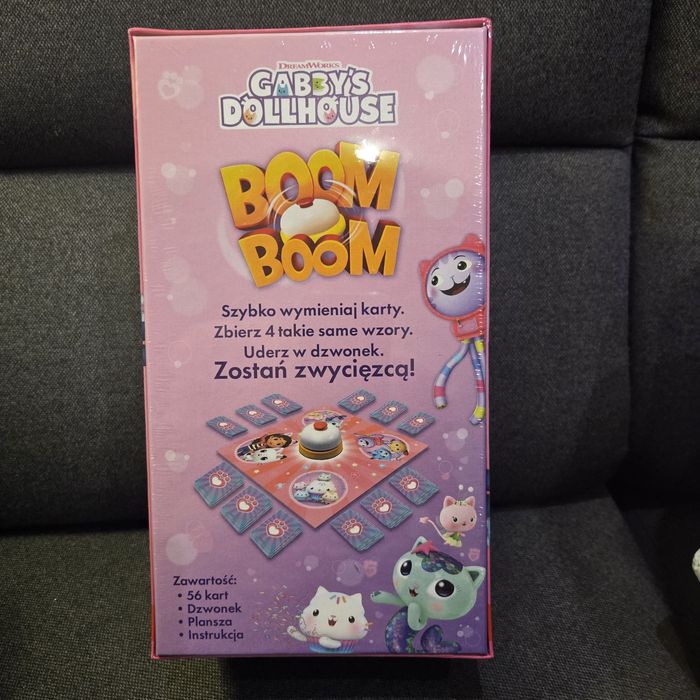 DREAMWORKS
GABBY'S
DOLLHOUSE
BOOM
BOOM
Szybko wymieniaj karty.
Zbierz 4 takie same wzory.
Uderz w dzwonek.
Zostań zwycięzcą!
Zawartość:
• 56 kart
• Dzwonek
• Plansza
• Instrukcja